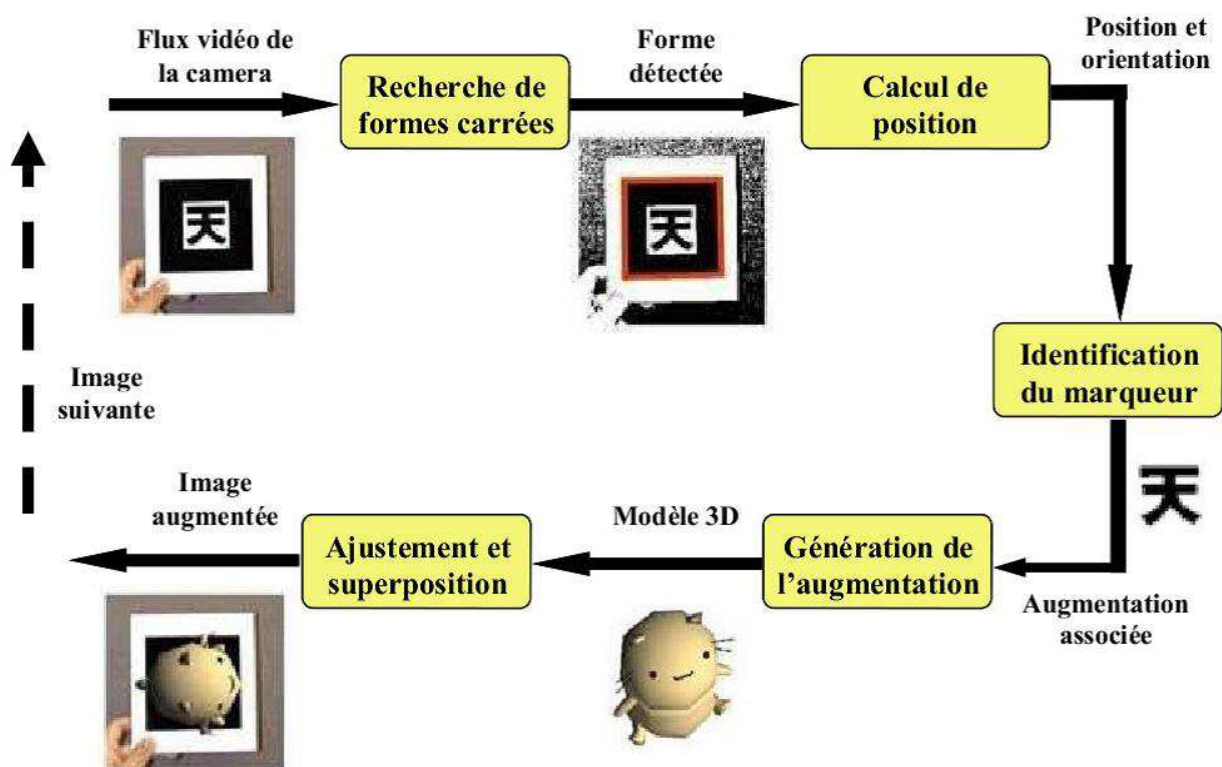 Flux vidéo de
la camera
Recherche de
formes carrées
Forme
détectée
Calcul de
position
Position et
orientation
天
天
Identification
du marqueur
天
Augmentation
associée
Génération de
l'augmentation
Modèle 3D
Ajustement et
superposition
Image
augmentée
Image
suivante